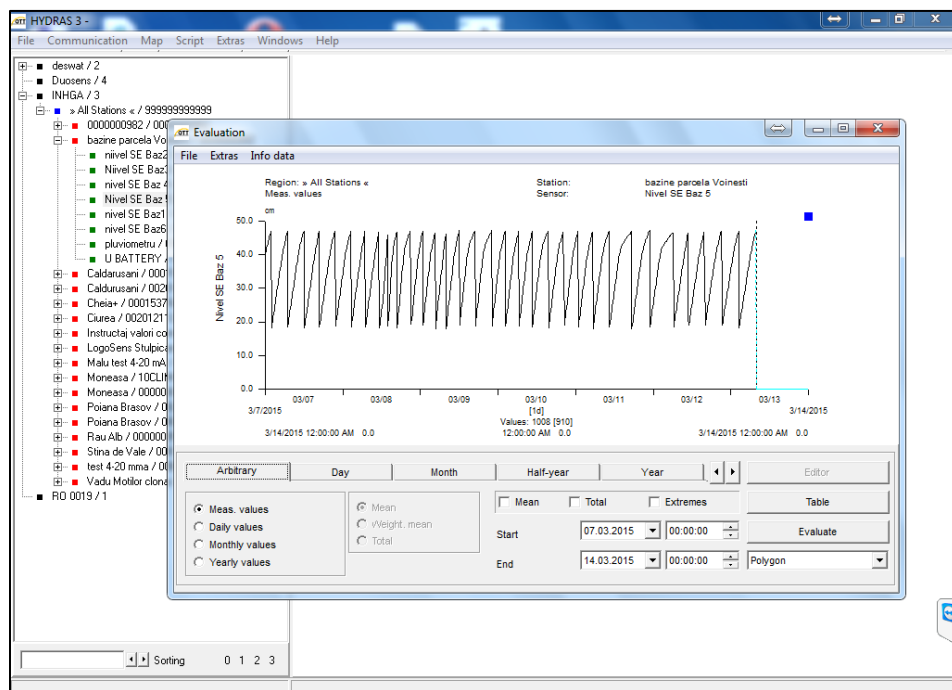 OTT HYDRAS 3 -
File Communication Map Script Extras Windows Help
deswat / 2
Duosens / 4
INHGA / 3
» All Stations « / 999999999999
0000000982 / 000
bazine parcela Vo
niivel SE Baz2
Niivel SE Baz3
nivel SE Baz 4
Nivel SE Baz 5
nivel SE Baz1
nivel SE Baz6
pluviometru /
U BATTERY /
Caldarusani / 0001
Caldurusani / 0020
Cheia+ / 0001537
Ciurea / 00201211
Instructaj valori co
LogoSens Stulpica
Malu test 4-20 mA
Moneasa / 10CLIM
Moneasa / 00000
Poiana Brasov / 0
Poiana Brasov / 0
Rau Alb / 000000
Stina de Vale / 00
test 4-20 mma / 00
Vadu Motilor clona
RO 0019 / 1
Sorting 0 1 2 3
OTT Evaluation
File Extras Info data
Region: » All Stations « Station: bazine parcela Voinesti
Meas. values Sensor: Nivel SE Baz 5
cm
Nivel SE Baz 5
50.0
40.0
30.0
20.0
10.0
0.0
03/07 03/08 03/09 03/10 03/11 03/12 03/13
3/7/2015 [1d] 3/14/2015
Values: 1008 [910]
3/14/2015 12:00:00 AM 0.0 12:00:00 AM 0.0 3/14/2015 12:00:00 AM 0.0
Arbitrary Day Month Half-year Year Editor
Meas. values Mean Mean Total Extremes Table
Daily values Weight. mean Start 07.03.2015 00:00:00 Evaluate
Monthly values Total
Yearly values End 14.03.2015 00:00:00 Polygon